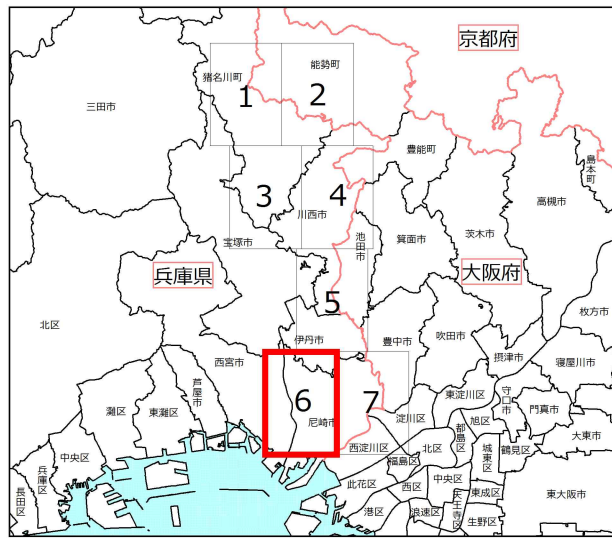 京都府
能勢町
猪名川町
1
2
三田市
豊能町
島本町
高槻市
3
4
川西市
池田市
箕面市
茨木市
宝塚市
兵庫県
大阪府
5
枚方市
北区
伊丹市
豊中市
吹田市
摂津市
寝屋川市
西宮市
芦屋市
6
7
尼崎市
淀川区
東淀川区
守口市
門真市
灘区
東灘区
旭区
都島区
大東市
西淀川区
北区
城東区
鶴見区
中央区
兵庫区
福島区
此花区
西区
中央区
東成区
東大阪市
長田区
港区
浪速区
天王寺区
生野区